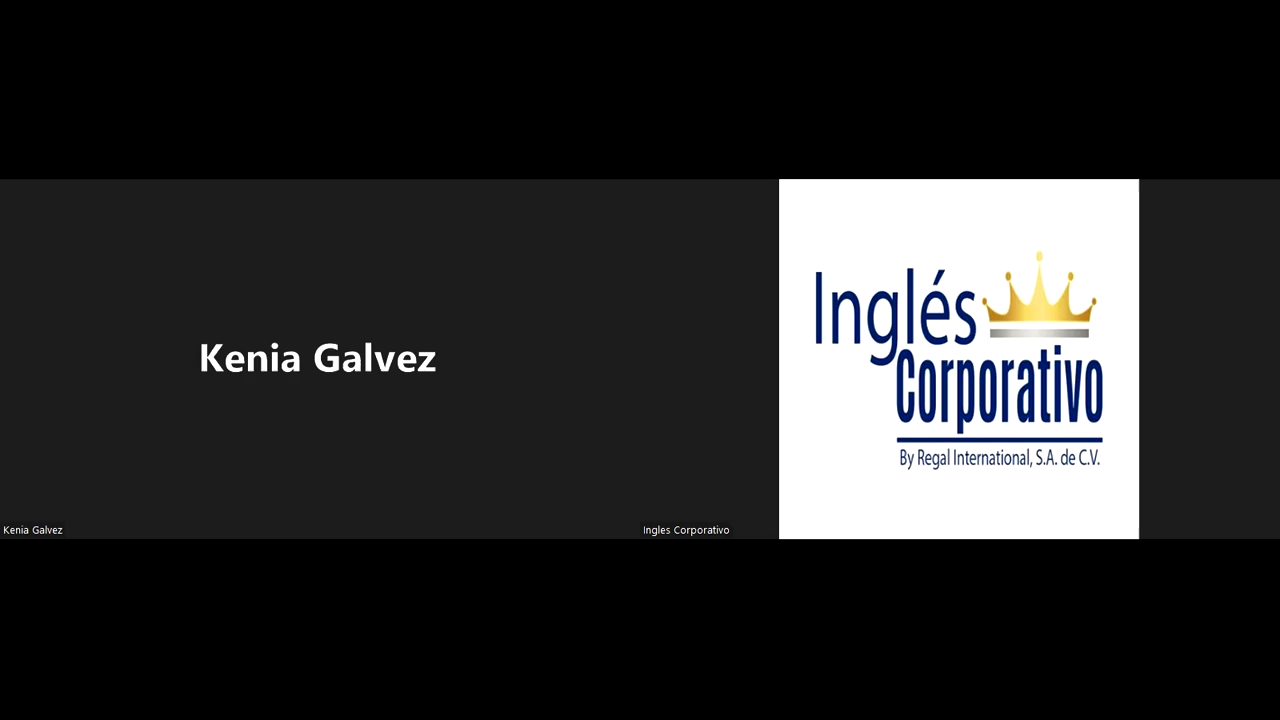 Kenia Galvez
Kenia Galvez
Inglés
Corporativo
By Regal International, S.A. de C.V.
Ingles Corporativo